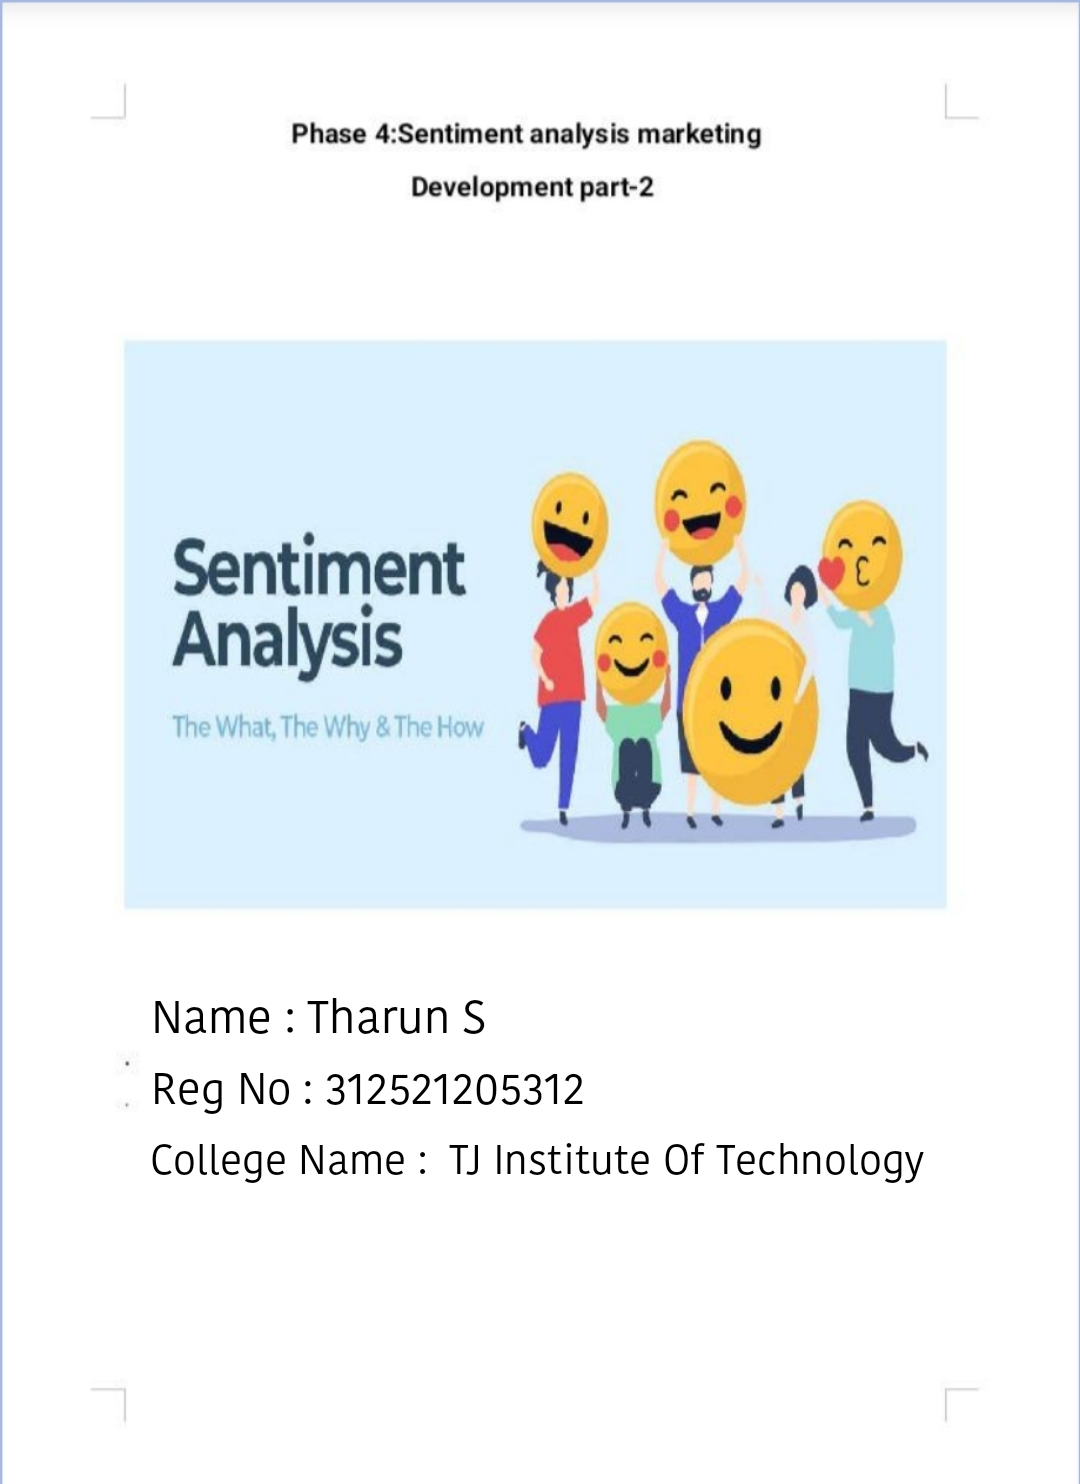 Phase 4:Sentiment analysis marketing
Development part-2
Sentiment
Analysis
The What, The Why & The How
Name : Tharun S
Reg No : 312521205312
College Name : TJ Institute Of Technology